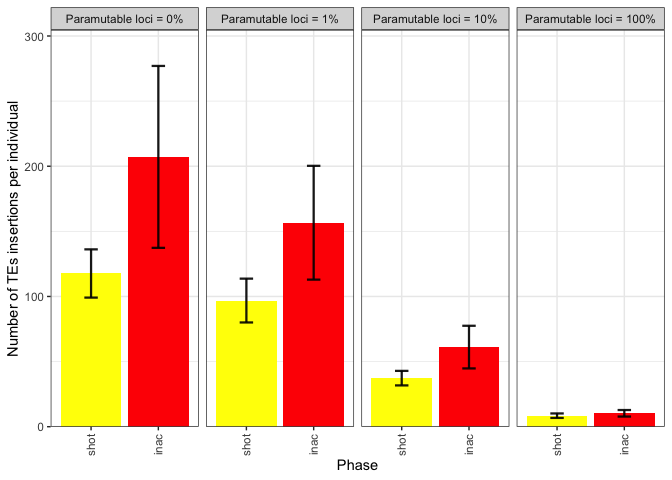 Paramutable loci = 0%
Paramutable loci = 1%
Paramutable loci = 10%
Paramutable loci = 100%
Number of TEs insertions per individual
300
200
100
0
shot
inac
shot
inac
shot
inac
shot
inac
Phase